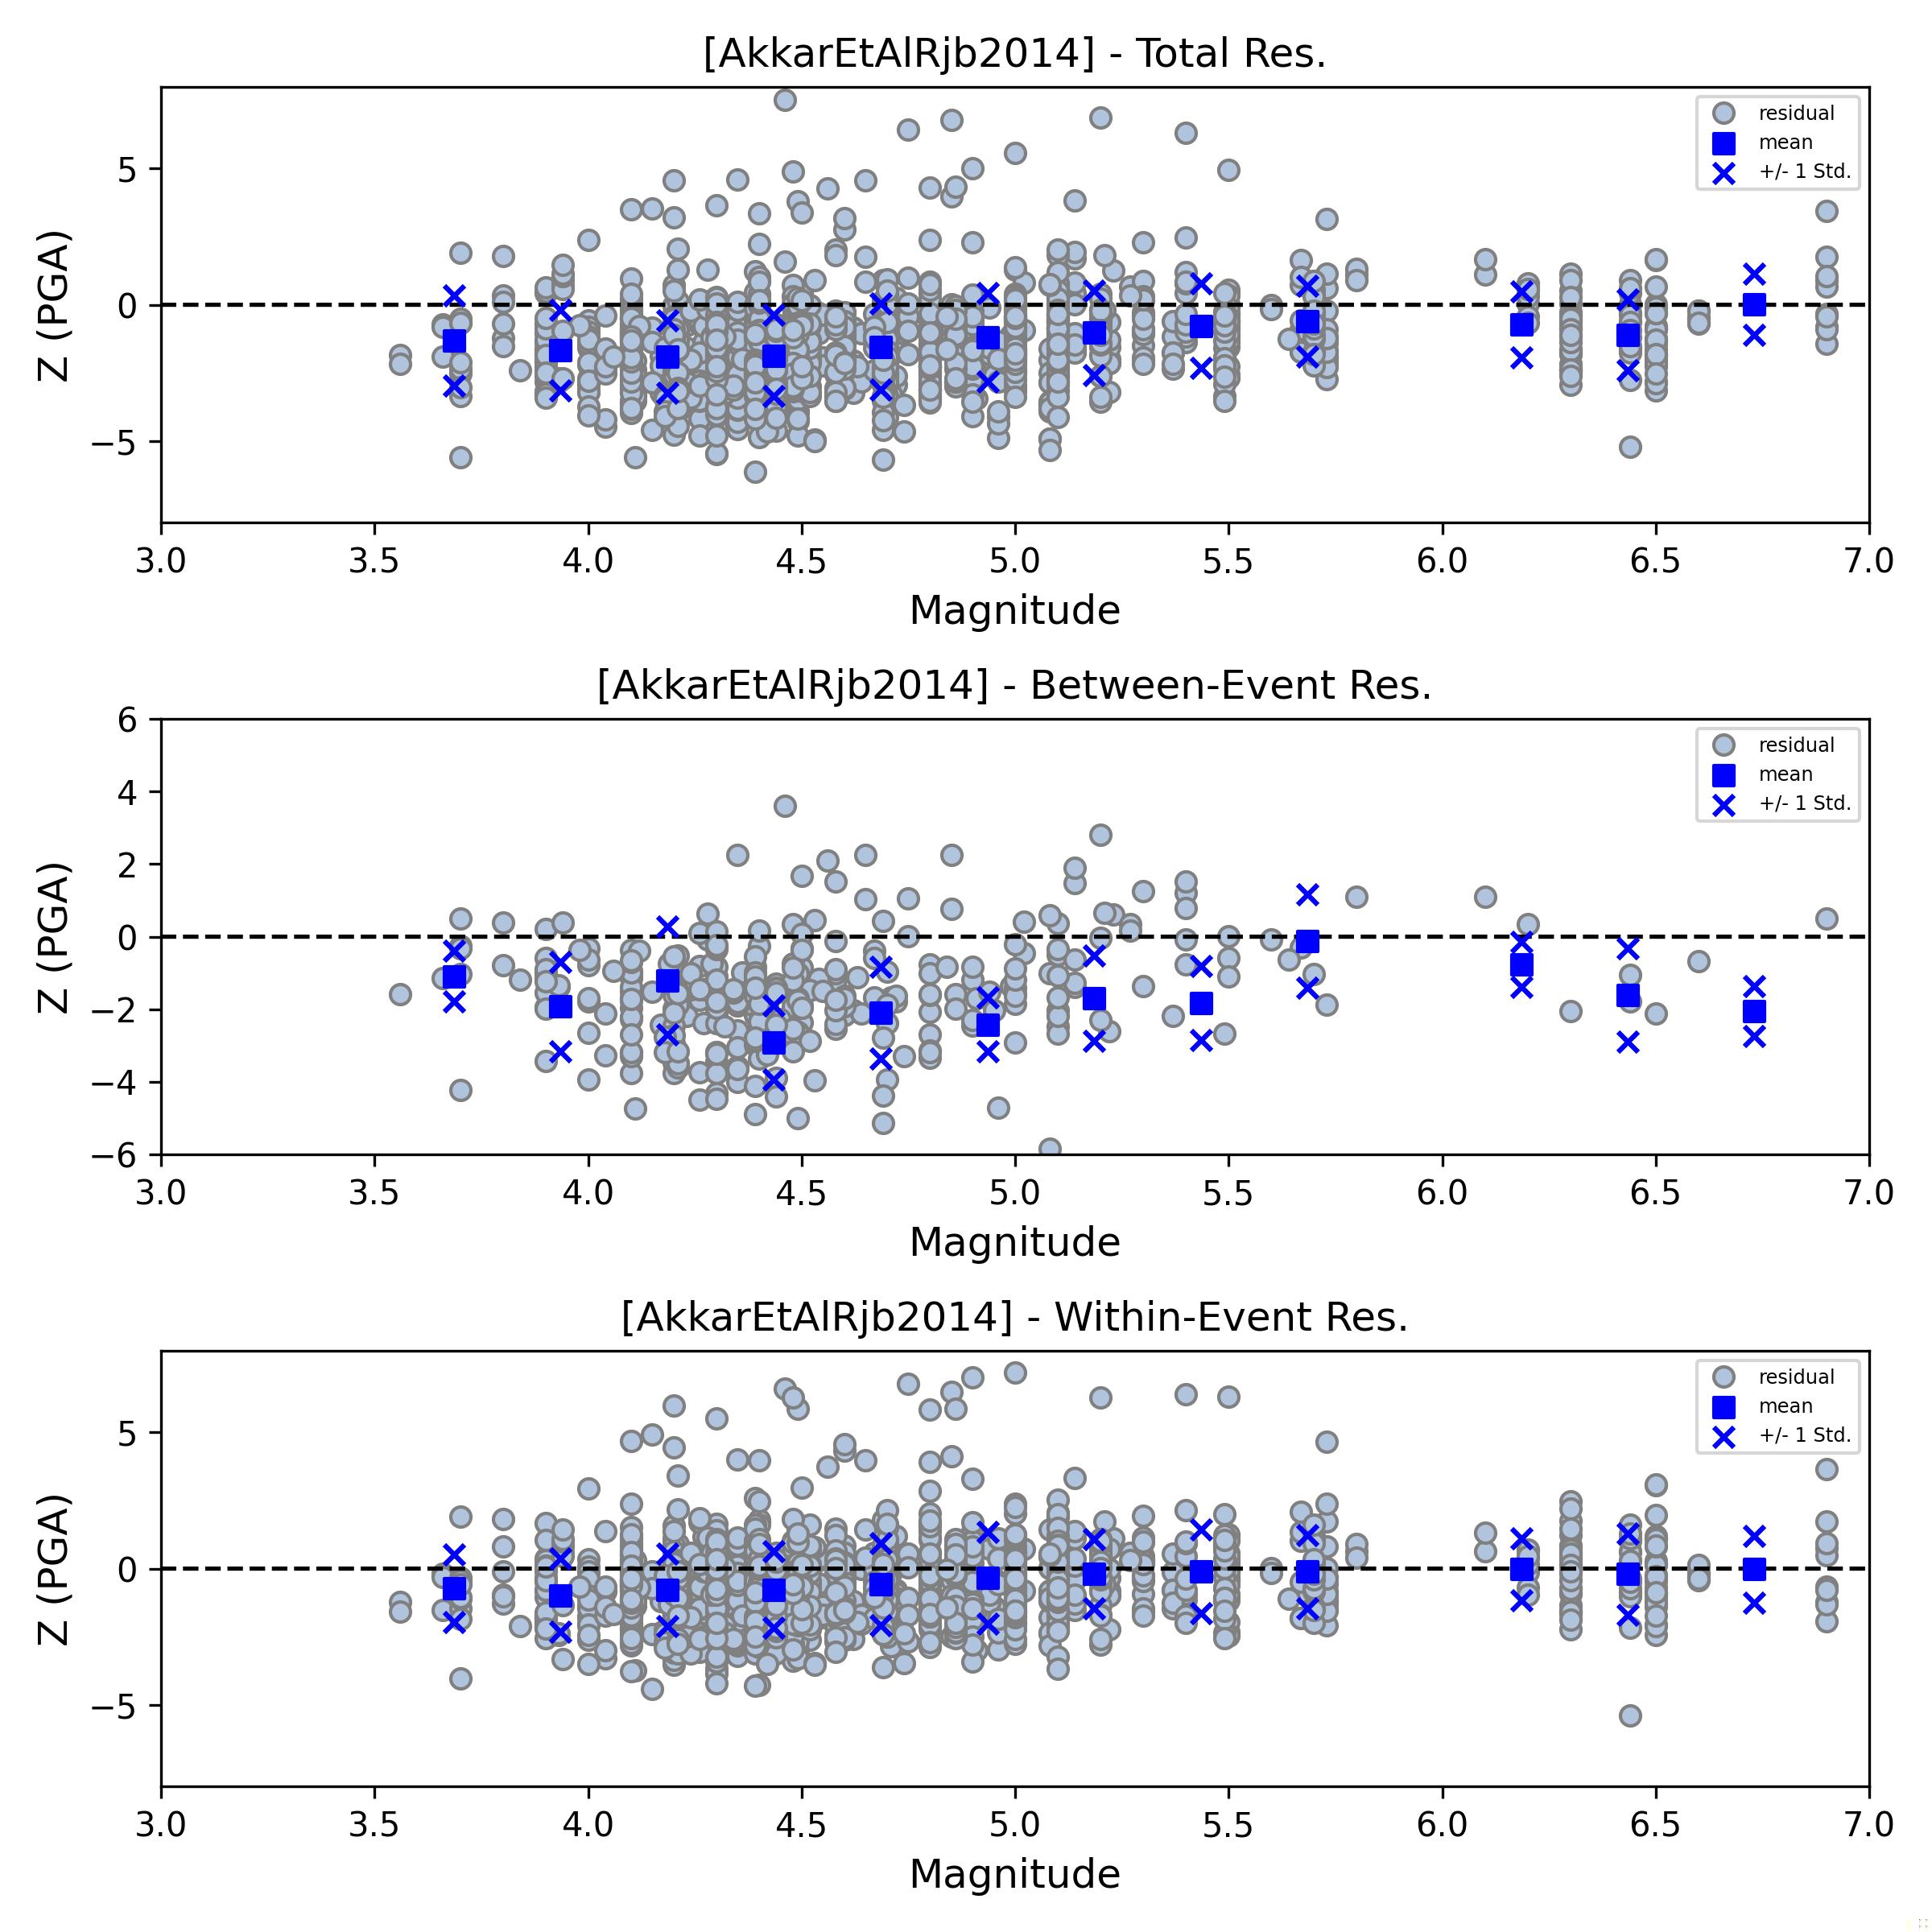 [AkkarEtAlRjb2014] - Total Res.
residual
mean
+/- 1 Std.
Z (PGA)
5
0
−5
3.0 3.5 4.0 4.5 5.0 5.5 6.0 6.5 7.0
Magnitude
[AkkarEtAlRjb2014] - Between-Event Res.
residual
mean
+/- 1 Std.
Z (PGA)
6
4
2
0
−2
−4
−6
3.0 3.5 4.0 4.5 5.0 5.5 6.0 6.5 7.0
Magnitude
[AkkarEtAlRjb2014] - Within-Event Res.
residual
mean
+/- 1 Std.
Z (PGA)
5
0
−5
3.0 3.5 4.0 4.5 5.0 5.5 6.0 6.5 7.0
Magnitude